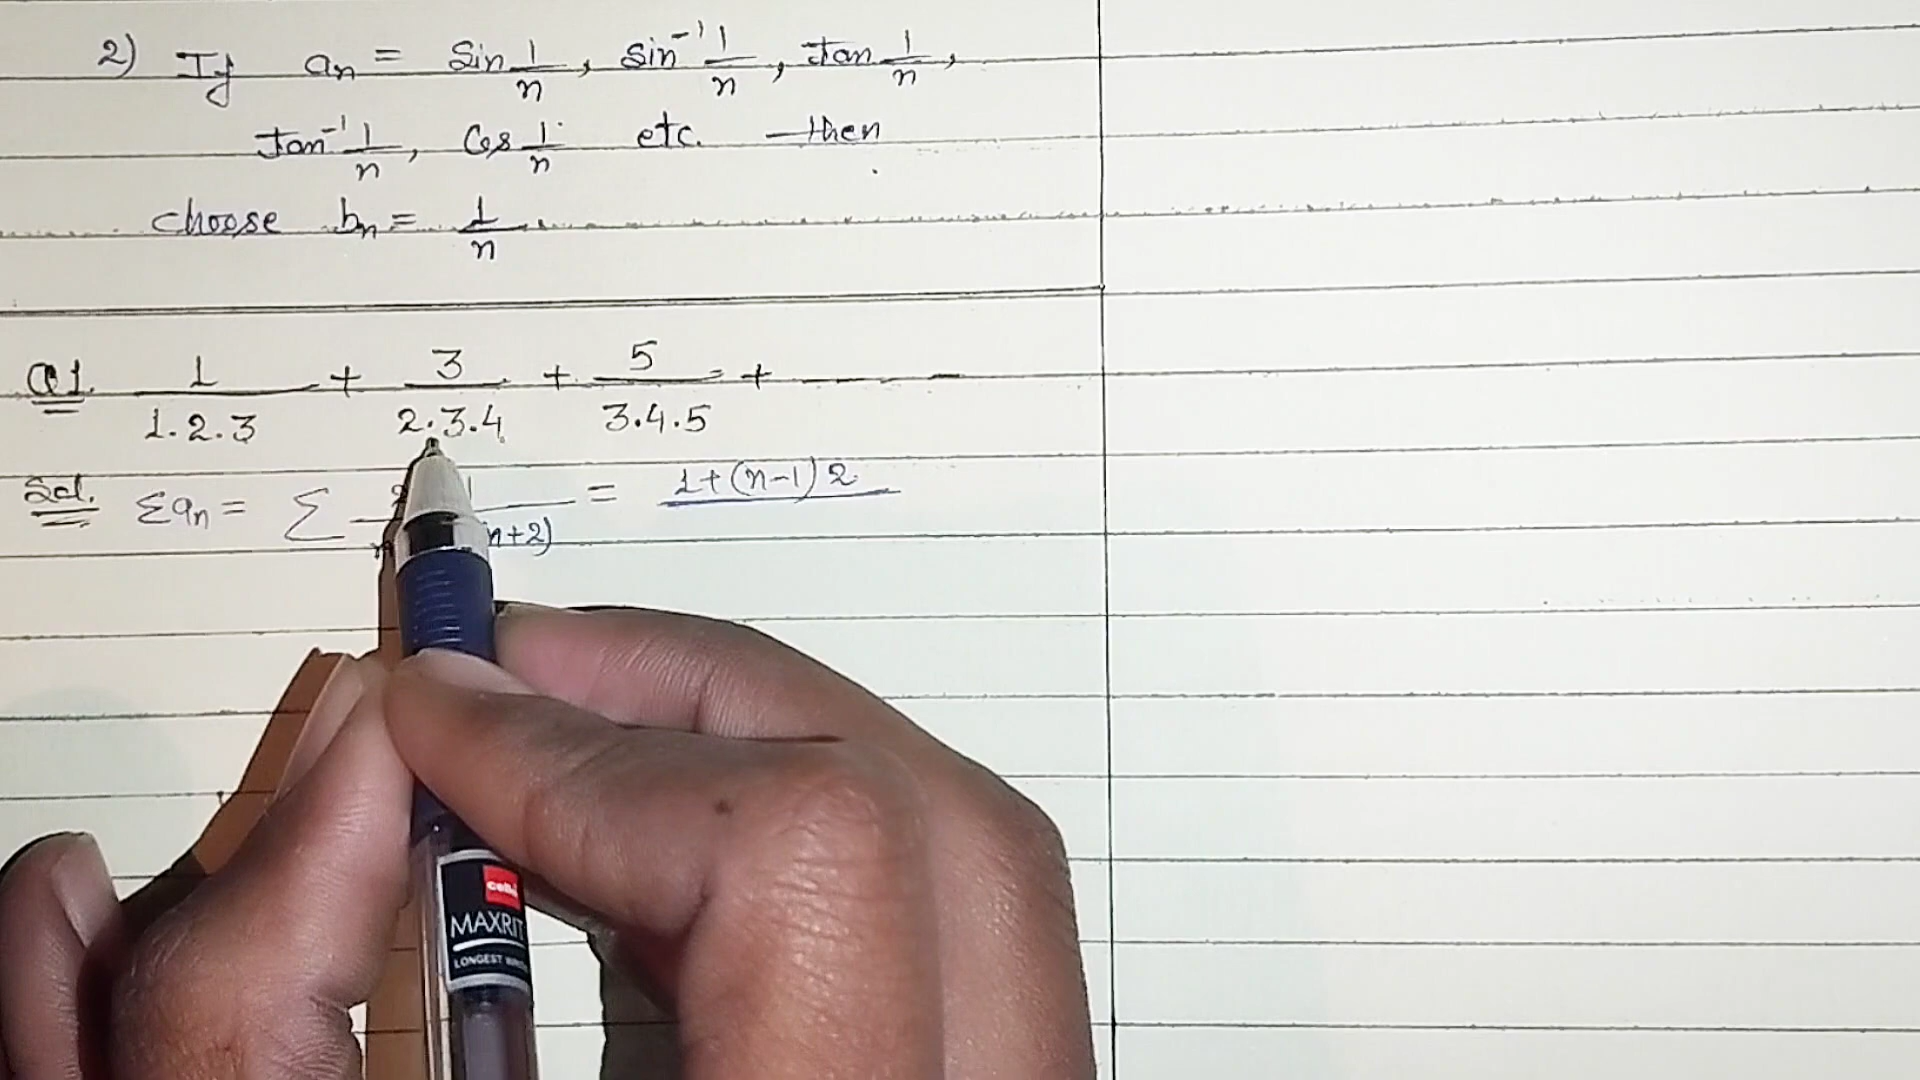 2) If aₙ = Sin 1/n, sin⁻¹ 1/n, Tan 1/n,
Tan⁻¹ 1/n, Cos 1/n etc. then
choose bₙ = 1/n
Q1. 1/1.2.3 + 3/2.3.4 + 5/3.4.5 + ———
Sol. Σaₙ = Σ n+2) = 1+(n-1)2
cello
MAXRIT
LONGEST